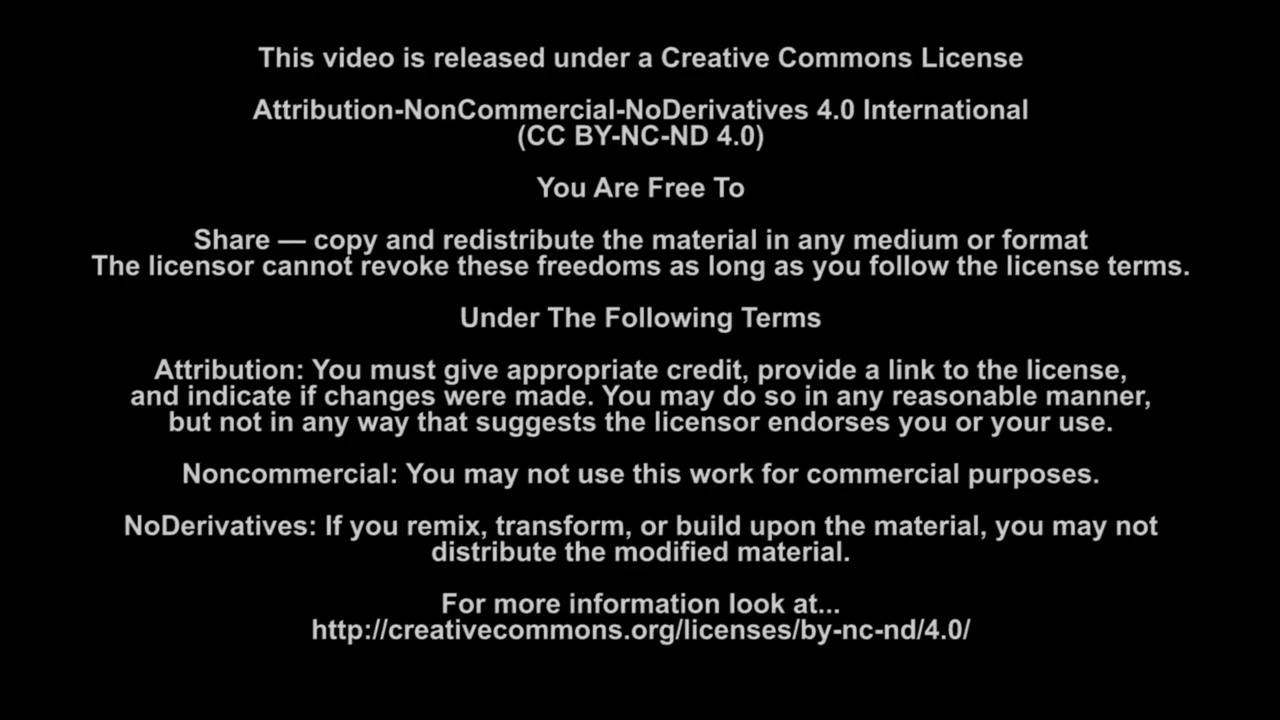 This video is released under a Creative Commons License
Attribution-NonCommercial-NoDerivatives 4.0 International
(CC BY-NC-ND 4.0)
You Are Free To
Share — copy and redistribute the material in any medium or format
The licensor cannot revoke these freedoms as long as you follow the license terms.
Under The Following Terms
Attribution: You must give appropriate credit, provide a link to the license,
and indicate if changes were made. You may do so in any reasonable manner,
but not in any way that suggests the licensor endorses you or your use.
Noncommercial: You may not use this work for commercial purposes.
NoDerivatives: If you remix, transform, or build upon the material, you may not
distribute the modified material.
For more information look at...
http://creativecommons.org/licenses/by-nc-nd/4.0/